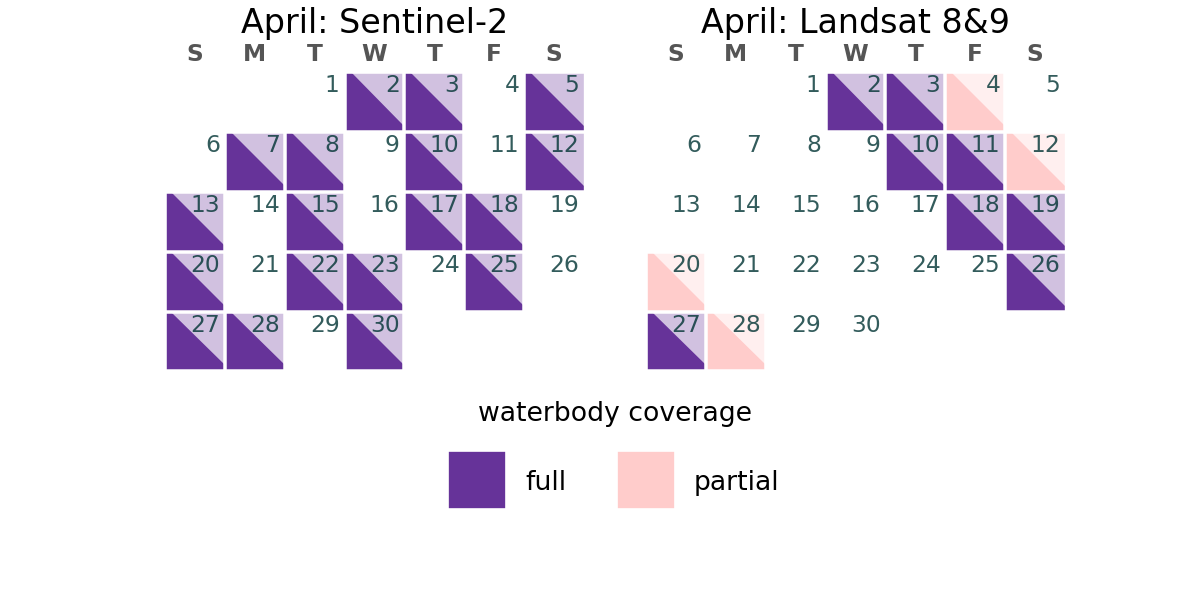 April: Sentinel-2
S M T W T F S
1 2 3 4 5
6 7 8 9 10 11 12
13 14 15 16 17 18 19
20 21 22 23 24 25 26
27 28 29 30
April: Landsat 8&9
S M T W T F S
1 2 3 4 5
6 7 8 9 10 11 12
13 14 15 16 17 18 19
20 21 22 23 24 25 26
27 28 29 30
waterbody coverage
full partial